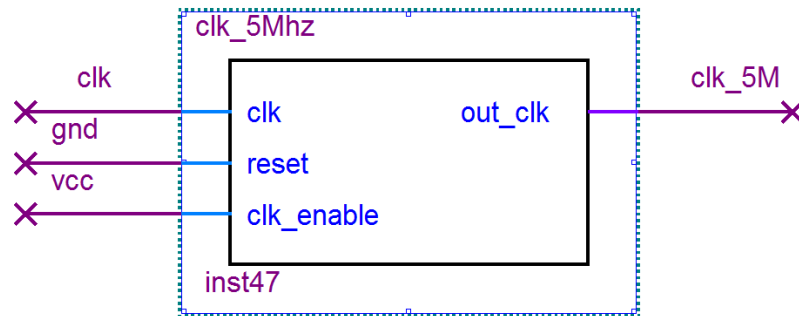 clk_5Mhz
clk
clk
out_clk
clk_5M
gnd
reset
vcc
clk_enable
inst47